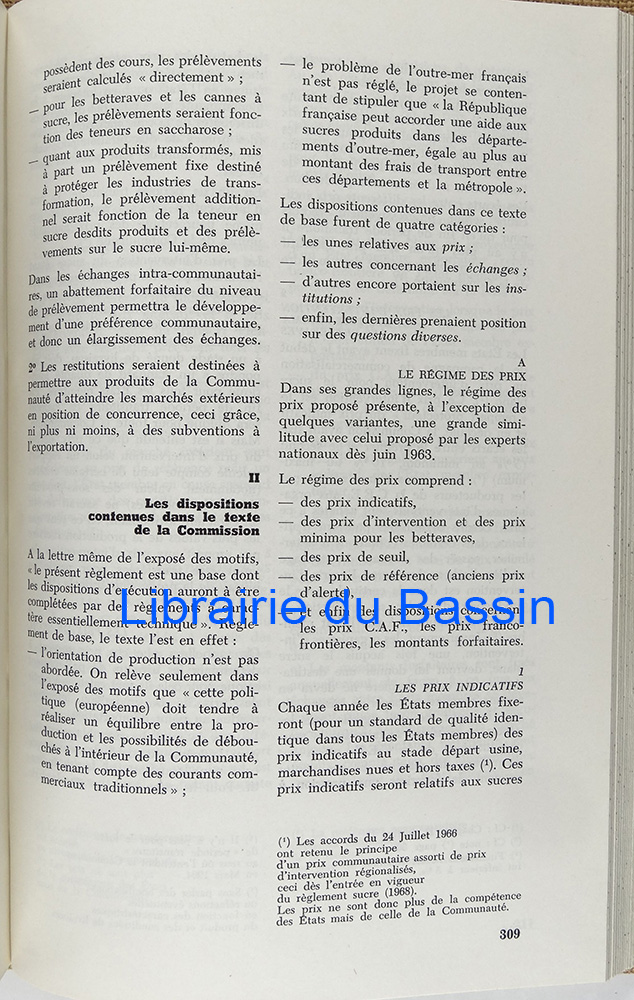 possèdent des cours, les prélèvements
seraient calculés « directement » ;
— pour les betteraves et les cannes à
sucre, les prélèvements seraient fonc-
tion des teneurs en saccharose ;
— quant aux produits transformés, mis
à part un prélèvement fixe destiné
à protéger les industries de trans-
formation, le prélèvement addition-
nel serait fonction de la teneur en
sucre desdits produits et des prélè-
vements sur le sucre lui-même.
Dans les échanges intra-communautai-
res, un abattement forfaitaire du niveau
de prélèvement permettra le développe-
ment d'une préférence communautaire,
et donc un élargissement des échanges.
2° Les restitutions seraient destinées à
permettre aux produits de la Commu-
nauté d'atteindre les marchés extérieurs
en position de concurrence, ceci grâce,
ni plus ni moins, à des subventions à
l'exportation.
II
Les dispositions
contenues dans le texte
de la Commission
A la lettre même de l'exposé des motifs,
« le présent règlement est une base dont
les dispositions d'exécution auront à être
complétées par des règlements à carac-
tère essentiellement technique ». Règle-
ment de base, le texte l'est en effet :
— l'orientation de production n'est pas
abordée. On relève seulement dans
l'exposé des motifs que « cette poli-
tique (européenne) doit tendre à
réaliser un équilibre entre la pro-
duction et les possibilités de débou-
chés à l'intérieur de la Communauté,
en tenant compte des courants com-
merciaux traditionnels » ;
— le problème de l'outre-mer français
n'est pas réglé, le projet se conten-
tant de stipuler que « la République
française peut accorder une aide aux
sucres produits dans les départe-
ments d'outre-mer, égale au plus au
montant des frais de transport entre
ces départements et la métropole ».
Les dispositions contenues dans ce texte
de base furent de quatre catégories :
— les unes relatives aux prix ;
— les autres concernant les échanges ;
— d'autres encore portaient sur les ins-
titutions ;
— enfin, les dernières prenaient position
sur des questions diverses.
A
LE RÉGIME DES PRIX
Dans ses grandes lignes, le régime des
prix proposé présente, à l'exception de
quelques variantes, une grande simi-
litude avec celui proposé par les experts
nationaux dès juin 1963.
Le régime des prix comprend :
— des prix indicatifs,
— des prix d'intervention et des prix
minima pour les betteraves,
— des prix de seuil,
— des prix de référence (anciens prix
d'alerte),
— et enfin des dispositions concernant
les prix C.A.F., les prix franco-
frontières, les montants forfaitaires.
1
LES PRIX INDICATIFS
Chaque année les États membres fixe-
ront (pour un standard de qualité iden-
tique dans tous les États membres) des
prix indicatifs au stade départ usine,
marchandises nues et hors taxes (¹). Ces
prix indicatifs seront relatifs aux sucres
(¹) Les accords du 24 Juillet 1966
ont retenu le principe
d'un prix communautaire assorti de prix
d'intervention régionalisés,
ceci dès l'entrée en vigueur
du règlement sucre (1968).
Les prix ne sont donc plus de la compétence
des États mais de celle de la Communauté.
309
Librairie du Bassin